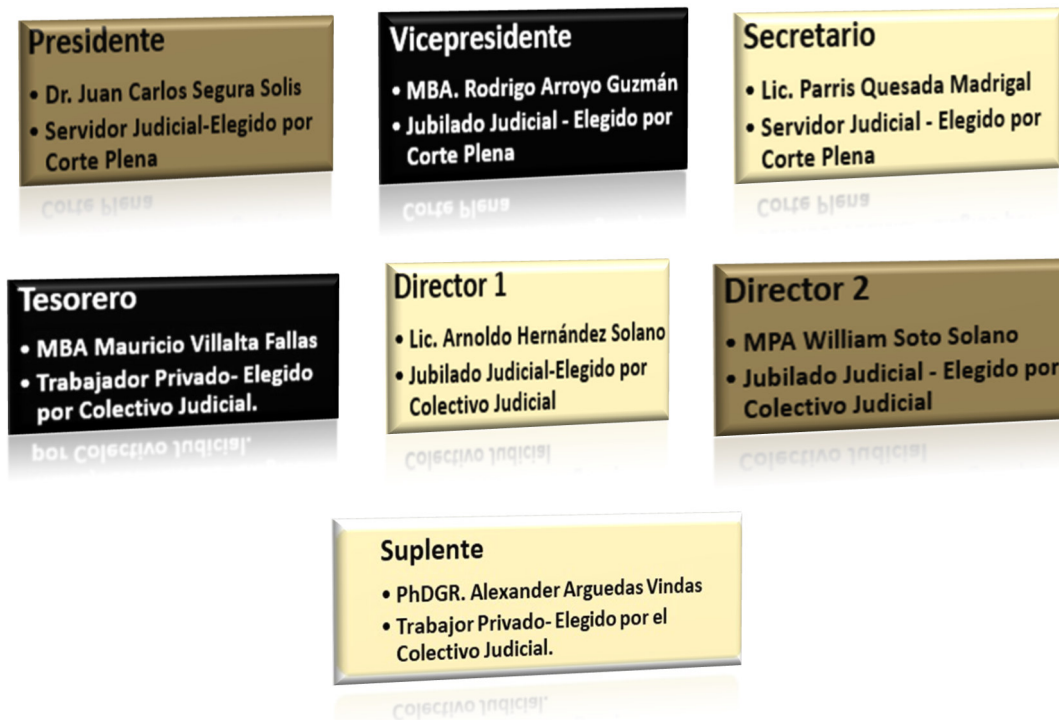 Presidente
• Dr. Juan Carlos Segura Solis
• Servidor Judicial-Elegido por
Corte Plena
Vicepresidente
• MBA. Rodrigo Arroyo Guzmán
• Jubilado Judicial - Elegido por
Corte Plena
Secretario
• Lic. Parris Quesada Madrigal
• Servidor Judicial - Elegido por
Corte Plena
Tesorero
• MBA Mauricio Villalta Fallas
• Trabajador Privado- Elegido
por Colectivo Judicial.
Director 1
• Lic. Arnoldo Hernández Solano
• Jubilado Judicial-Elegido por
Colectivo Judicial
Director 2
• MPA William Soto Solano
• Jubilado Judicial - Elegido por
Colectivo Judicial
Suplente
• PhDGR. Alexander Arguedas Vindas
• Trabajor Privado- Elegido por el
Colectivo Judicial.